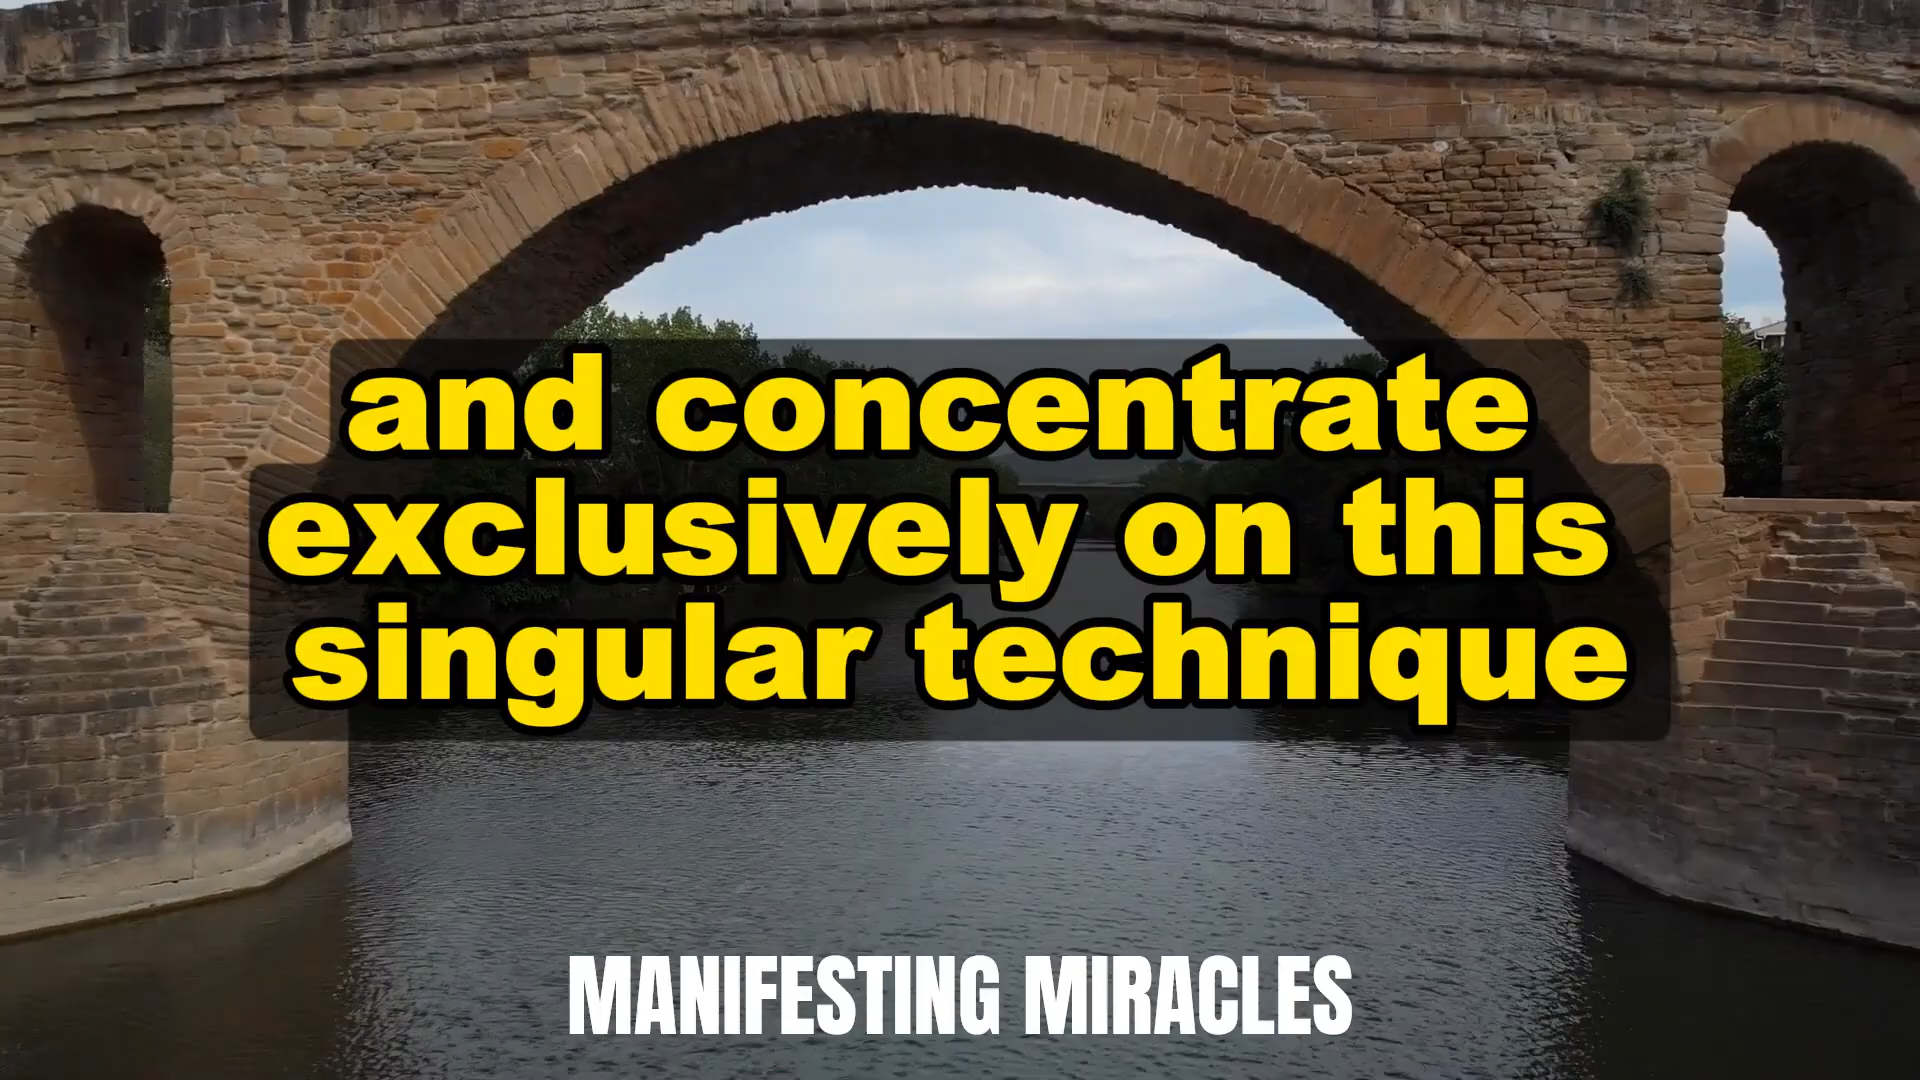 and concentrate
exclusively on this
singular technique
MANIFESTING MIRACLES